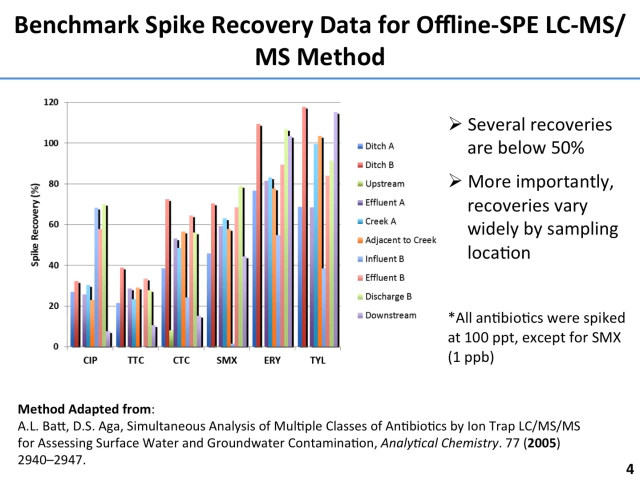 Benchmark Spike Recovery Data for Offline-SPE LC-MS/
MS Method
120
100
80
60
40
20
0
Spike Recovery (%)
CIP TTC CTC SMX ERY TYL
Ditch A
Ditch B
Upstream
Effluent A
Creek A
Adjacent to Creek
Influent B
Effluent B
Discharge B
Downstream
➢ Several recoveries
are below 50%
➢ More importantly,
recoveries vary
widely by sampling
location
*All antibiotics were spiked
at 100 ppt, except for SMX
(1 ppb)
Method Adapted from:
A.L. Batt, D.S. Aga, Simultaneous Analysis of Multiple Classes of Antibiotics by Ion Trap LC/MS/MS
for Assessing Surface Water and Groundwater Contamination, Analytical Chemistry. 77 (2005)
2940–2947.
4